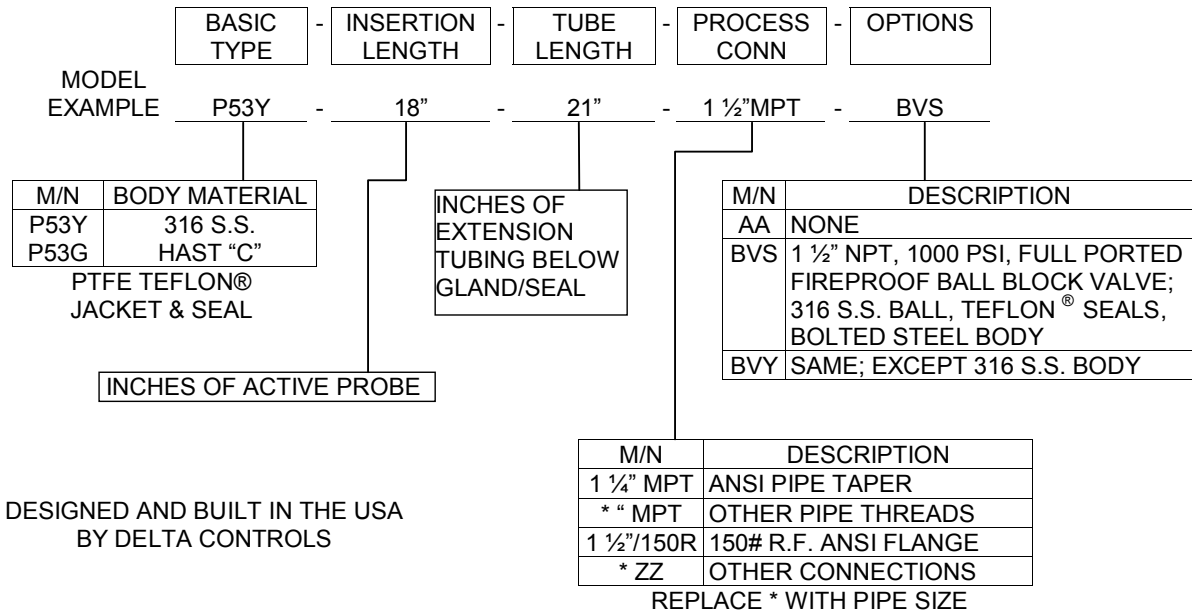 BASIC TYPE - INSERTION LENGTH - TUBE LENGTH - PROCESS CONN - OPTIONS
MODEL EXAMPLE P53Y - 18” - 21” - 1 ½”MPT - BVS
M/N BODY MATERIAL
P53Y 316 S.S.
P53G HAST “C”
PTFE TEFLON®
JACKET & SEAL
INCHES OF ACTIVE PROBE
INCHES OF
EXTENSION
TUBING BELOW
GLAND/SEAL
M/N DESCRIPTION
AA NONE
BVS 1 ½” NPT, 1000 PSI, FULL PORTED
FIREPROOF BALL BLOCK VALVE;
316 S.S. BALL, TEFLON ® SEALS,
BOLTED STEEL BODY
BVY SAME; EXCEPT 316 S.S. BODY
M/N DESCRIPTION
1 ¼” MPT ANSI PIPE TAPER
* “ MPT OTHER PIPE THREADS
1 ½”/150R 150# R.F. ANSI FLANGE
* ZZ OTHER CONNECTIONS
REPLACE * WITH PIPE SIZE
DESIGNED AND BUILT IN THE USA
BY DELTA CONTROLS